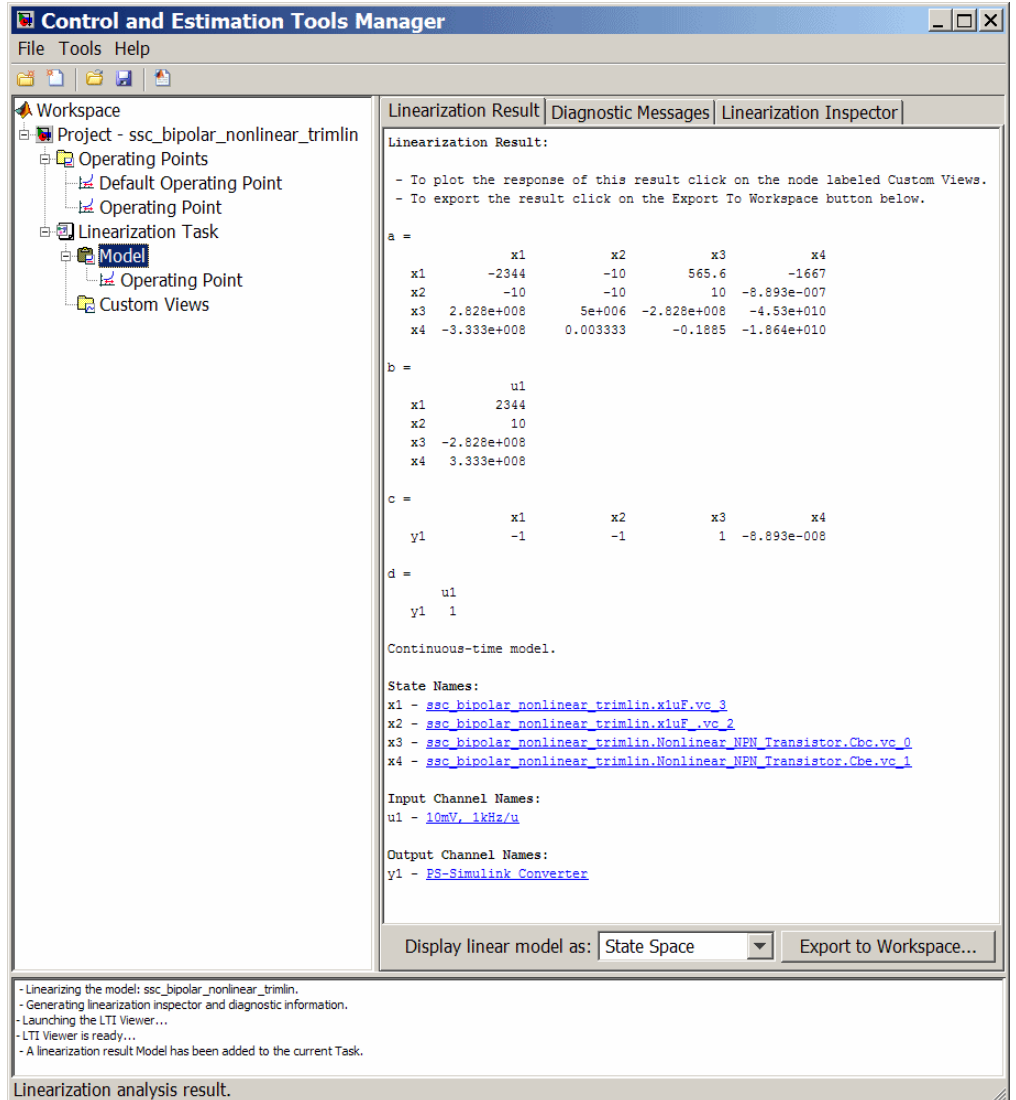 Control and Estimation Tools Manager
File Tools Help
Workspace
Project - ssc_bipolar_nonlinear_trimlin
Operating Points
Default Operating Point
Operating Point
Linearization Task
Model
Operating Point
Custom Views
Linearization Result Diagnostic Messages Linearization Inspector
Linearization Result:
- To plot the response of this result click on the node labeled Custom Views.
- To export the result click on the Export To Workspace button below.
a =
x1 x2 x3 x4
x1 -2344 -10 565.6 -1667
x2 -10 -10 10 -8.893e-007
x3 2.828e+008 5e+006 -2.828e+008 -4.53e+010
x4 -3.333e+008 0.003333 -0.1885 -1.864e+010
b =
u1
x1 2344
x2 10
x3 -2.828e+008
x4 3.333e+008
c =
x1 x2 x3 x4
y1 -1 -1 1 -8.893e-008
d =
u1
y1 1
Continuous-time model.
State Names:
x1 - ssc_bipolar_nonlinear_trimlin.x1uF.vc_3
x2 - ssc_bipolar_nonlinear_trimlin.x1uF_.vc_2
x3 - ssc_bipolar_nonlinear_trimlin.Nonlinear_NPN_Transistor.Cbc.vc_0
x4 - ssc_bipolar_nonlinear_trimlin.Nonlinear_NPN_Transistor.Cbe.vc_1
Input Channel Names:
u1 - 10mV, 1kHz/u
Output Channel Names:
y1 - PS-Simulink Converter
Display linear model as: State Space Export to Workspace...
- Linearizing the model: ssc_bipolar_nonlinear_trimlin.
- Generating linearization inspector and diagnostic information.
- Launching the LTI Viewer...
- LTI Viewer is ready...
- A linearization result Model has been added to the current Task.
Linearization analysis result.